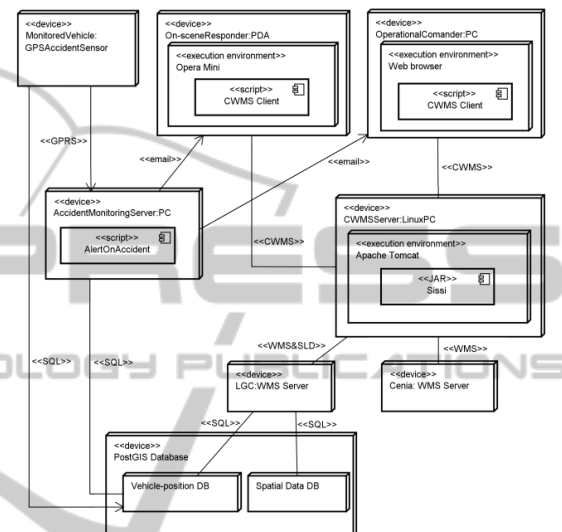 <<device>>
MonitoredVehicle:
GPSAccidentSensor
<<device>>
On-sceneResponder:PDA
<<execution environment>>
Opera Mini
<<script>>
CWMS Client
<<device>>
OperationalComander:PC
<<execution environment>>
Web browser
<<script>>
CWMS Client
<<GPRS>>
<<email>>
<<email>>
<<CWMS>>
<<device>>
AccidentMonitoringServer:PC
<<script>>
AlertOnAccident
<<CWMS>>
<<device>>
CWMSServer:LinuxPC
<<execution environment>>
Apache Tomcat
<<JAR>>
Sissi
<<SQL>>
<<SQL>>
<<WMS&SLD>>
<<WMS>>
<<device>>
LGC:WMS Server
<<device>>
Cenia: WMS Server
<<SQL>>
<<SQL>>
<<device>>
PostGIS Database
Vehicle-position DB
Spatial Data DB
PRESS
OLOGY PUBLICATIONS